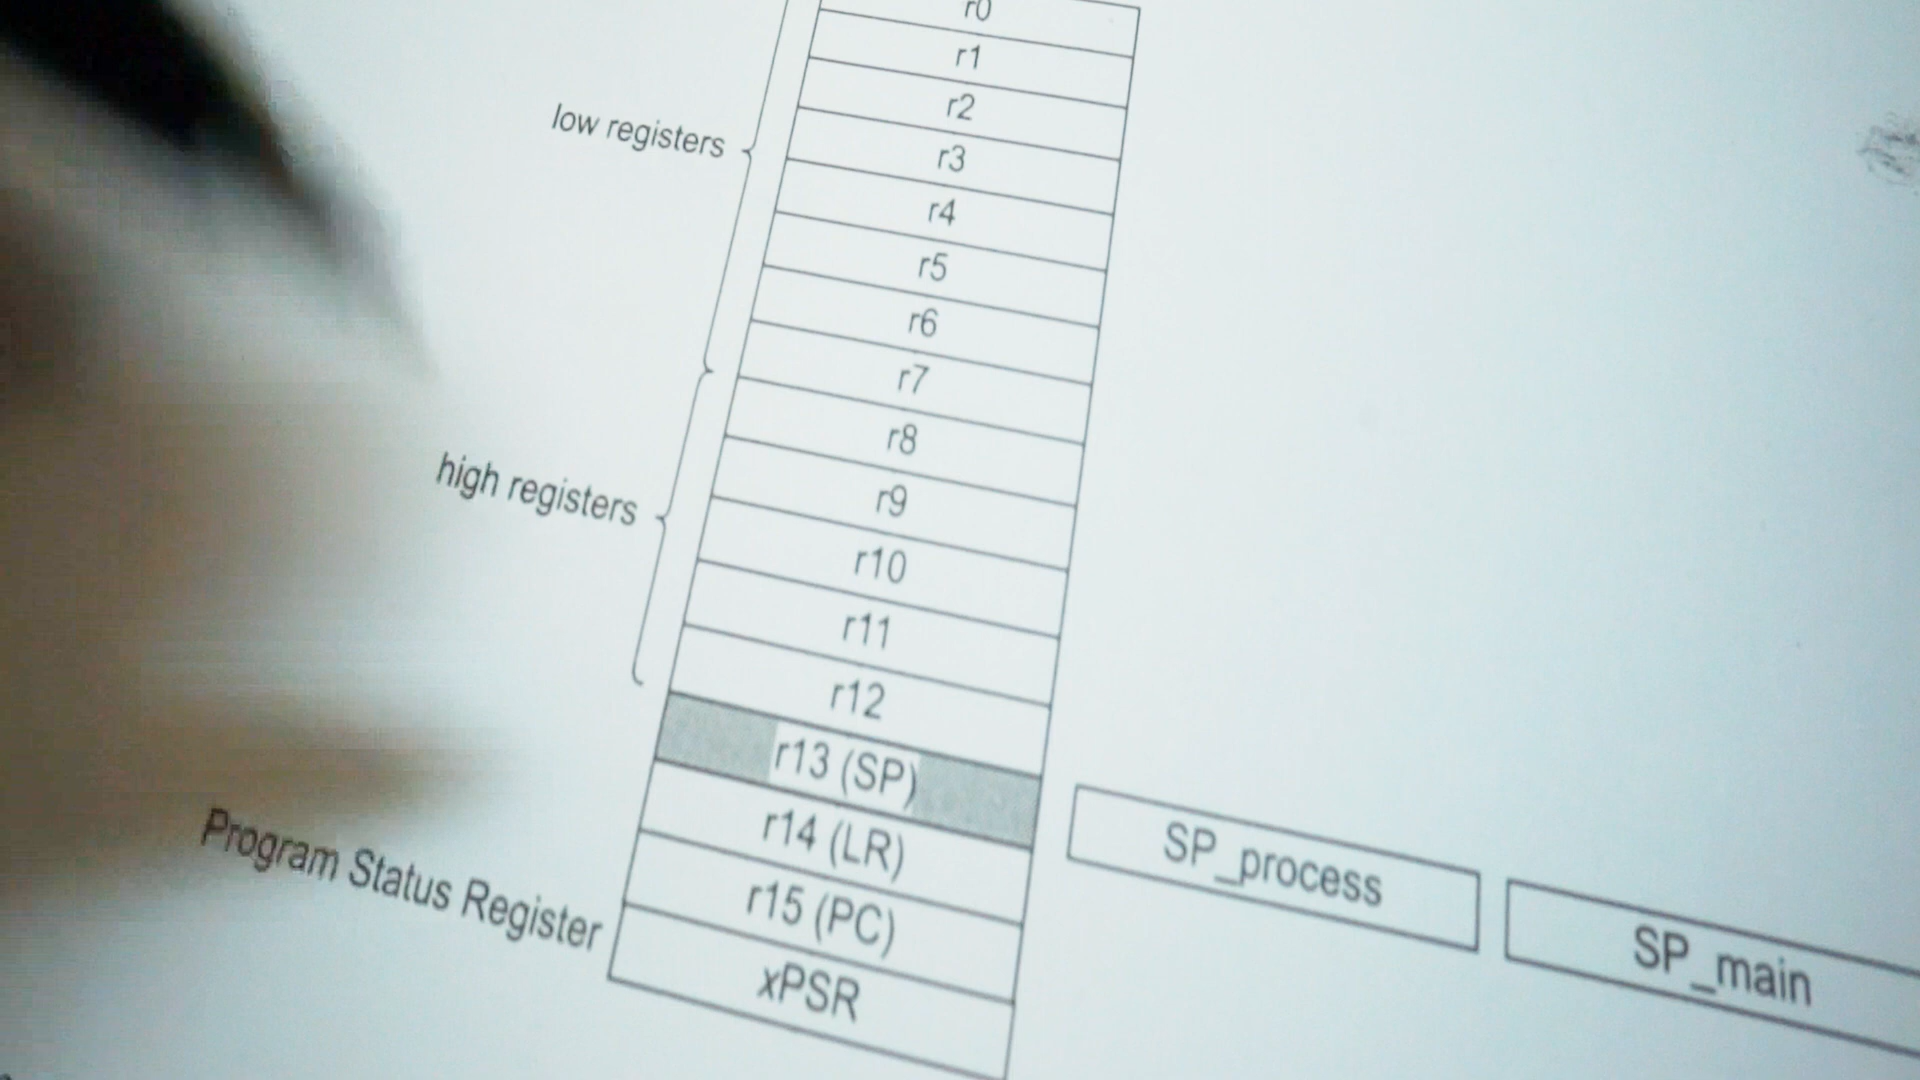 r0
r1
low registers
r2
r3
r4
r5
r6
r7
r8
high registers
r9
r10
r11
r12
r13 (SP)
SP_process
SP_main
r14 (LR)
r15 (PC)
Program Status Register
xPSR